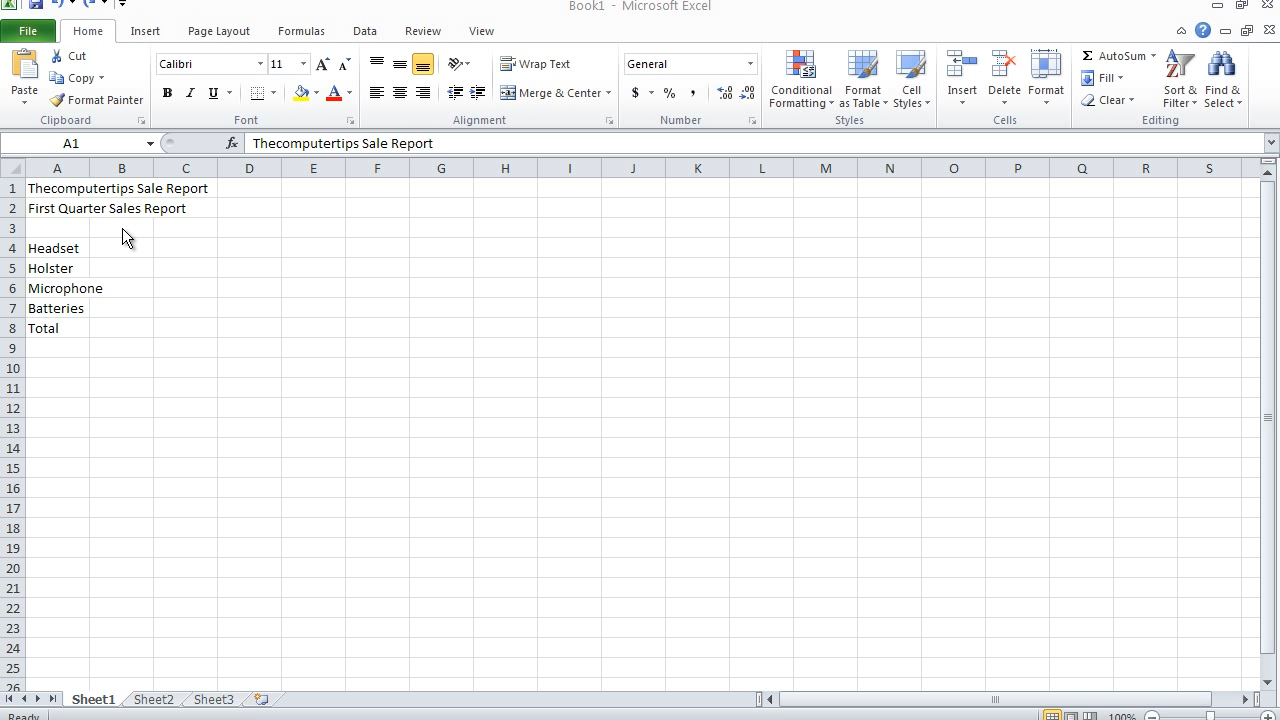 Book1 - Microsoft Excel
File Home Insert Page Layout Formulas Data Review View
Paste Cut Copy Format Painter
Calibri 11 A A Wrap Text General
B I U A Merge & Center $ % , .0 .00 .00 .0
Conditional Formatting Format as Table Cell Styles
Insert Delete Format
Σ AutoSum Fill Clear Sort & Filter Find & Select
Clipboard Font Alignment Number Styles Cells Editing
A1 fx Thecomputertips Sale Report
A B C D E F G H I J K L M N O P Q R S
1 Thecomputertips Sale Report
2 First Quarter Sales Report
3
4 Headset
5 Holster
6 Microphone
7 Batteries
8 Total
9
10
11
12
13
14
15
16
17
18
19
20
21
22
23
24
25
26
Sheet1 Sheet2 Sheet3
Ready 100%